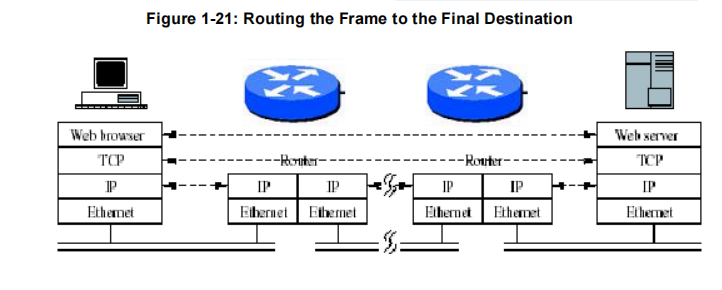 Figure 1-21: Routing the Frame to the Final Destination
Web browser Web server
TCP Router Router TCP
IP IP IP IP IP IP
Ethernet Ethernet Ethernet Ethernet Ethernet Ethernet